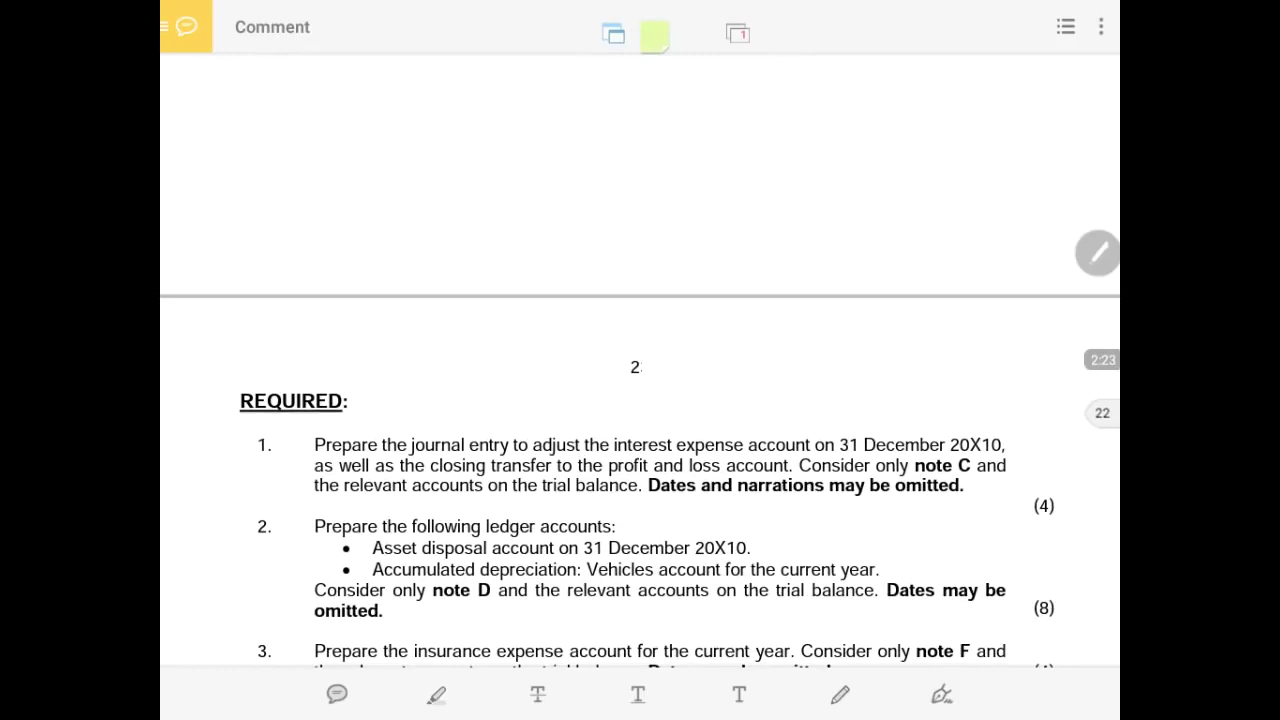 Comment
1
2
2:23
REQUIRED:
22
1. Prepare the journal entry to adjust the interest expense account on 31 December 20X10,
as well as the closing transfer to the profit and loss account. Consider only note C and
the relevant accounts on the trial balance. Dates and narrations may be omitted.
(4)
2. Prepare the following ledger accounts:
• Asset disposal account on 31 December 20X10.
• Accumulated depreciation: Vehicles account for the current year.
Consider only note D and the relevant accounts on the trial balance. Dates may be
omitted. (8)
3. Prepare the insurance expense account for the current year. Consider only note F and
T T T